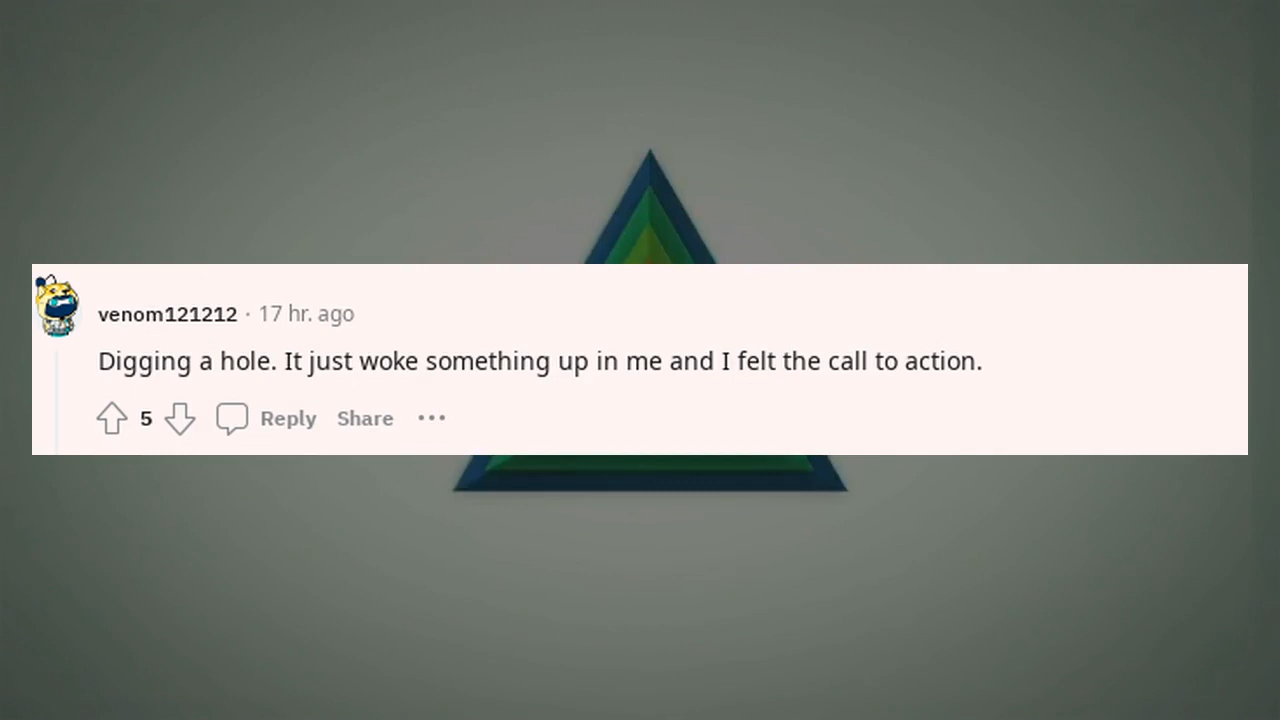 venom121212 · 17 hr. ago
Digging a hole. It just woke something up in me and I felt the call to action.
5 Reply Share ···